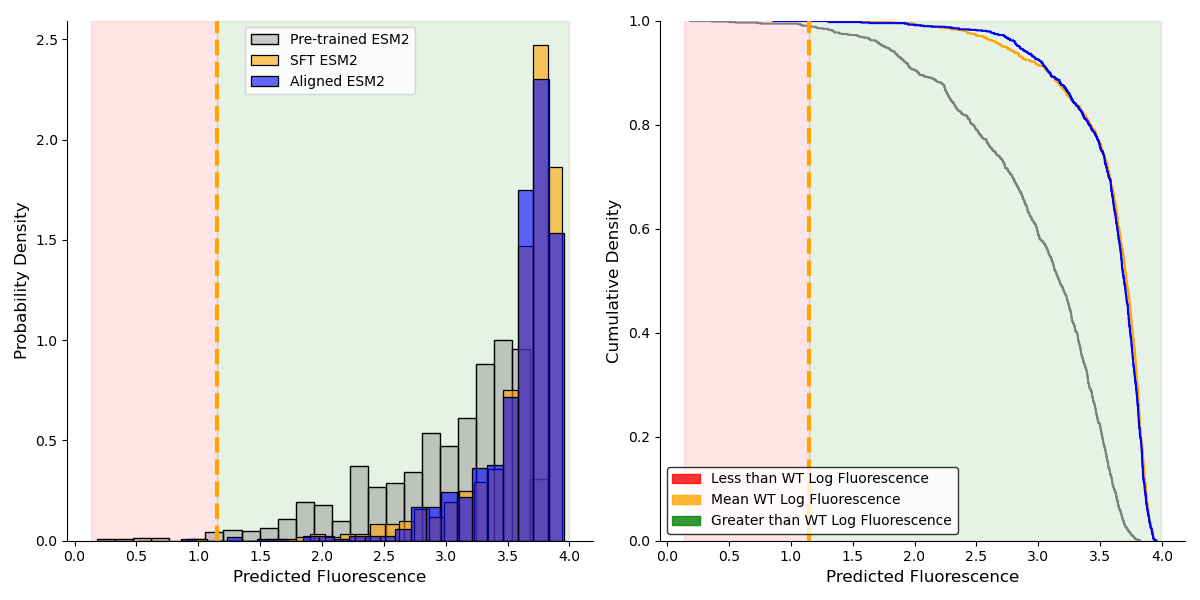 2.5
2.0
1.5
1.0
0.5
0.0
Probability Density
0.0 0.5 1.0 1.5 2.0 2.5 3.0 3.5 4.0
Predicted Fluorescence
Pre-trained ESM2
SFT ESM2
Aligned ESM2
1.0
0.8
0.6
0.4
0.2
0.0
Cumulative Density
0.0 0.5 1.0 1.5 2.0 2.5 3.0 3.5 4.0
Predicted Fluorescence
Less than WT Log Fluorescence
Mean WT Log Fluorescence
Greater than WT Log Fluorescence